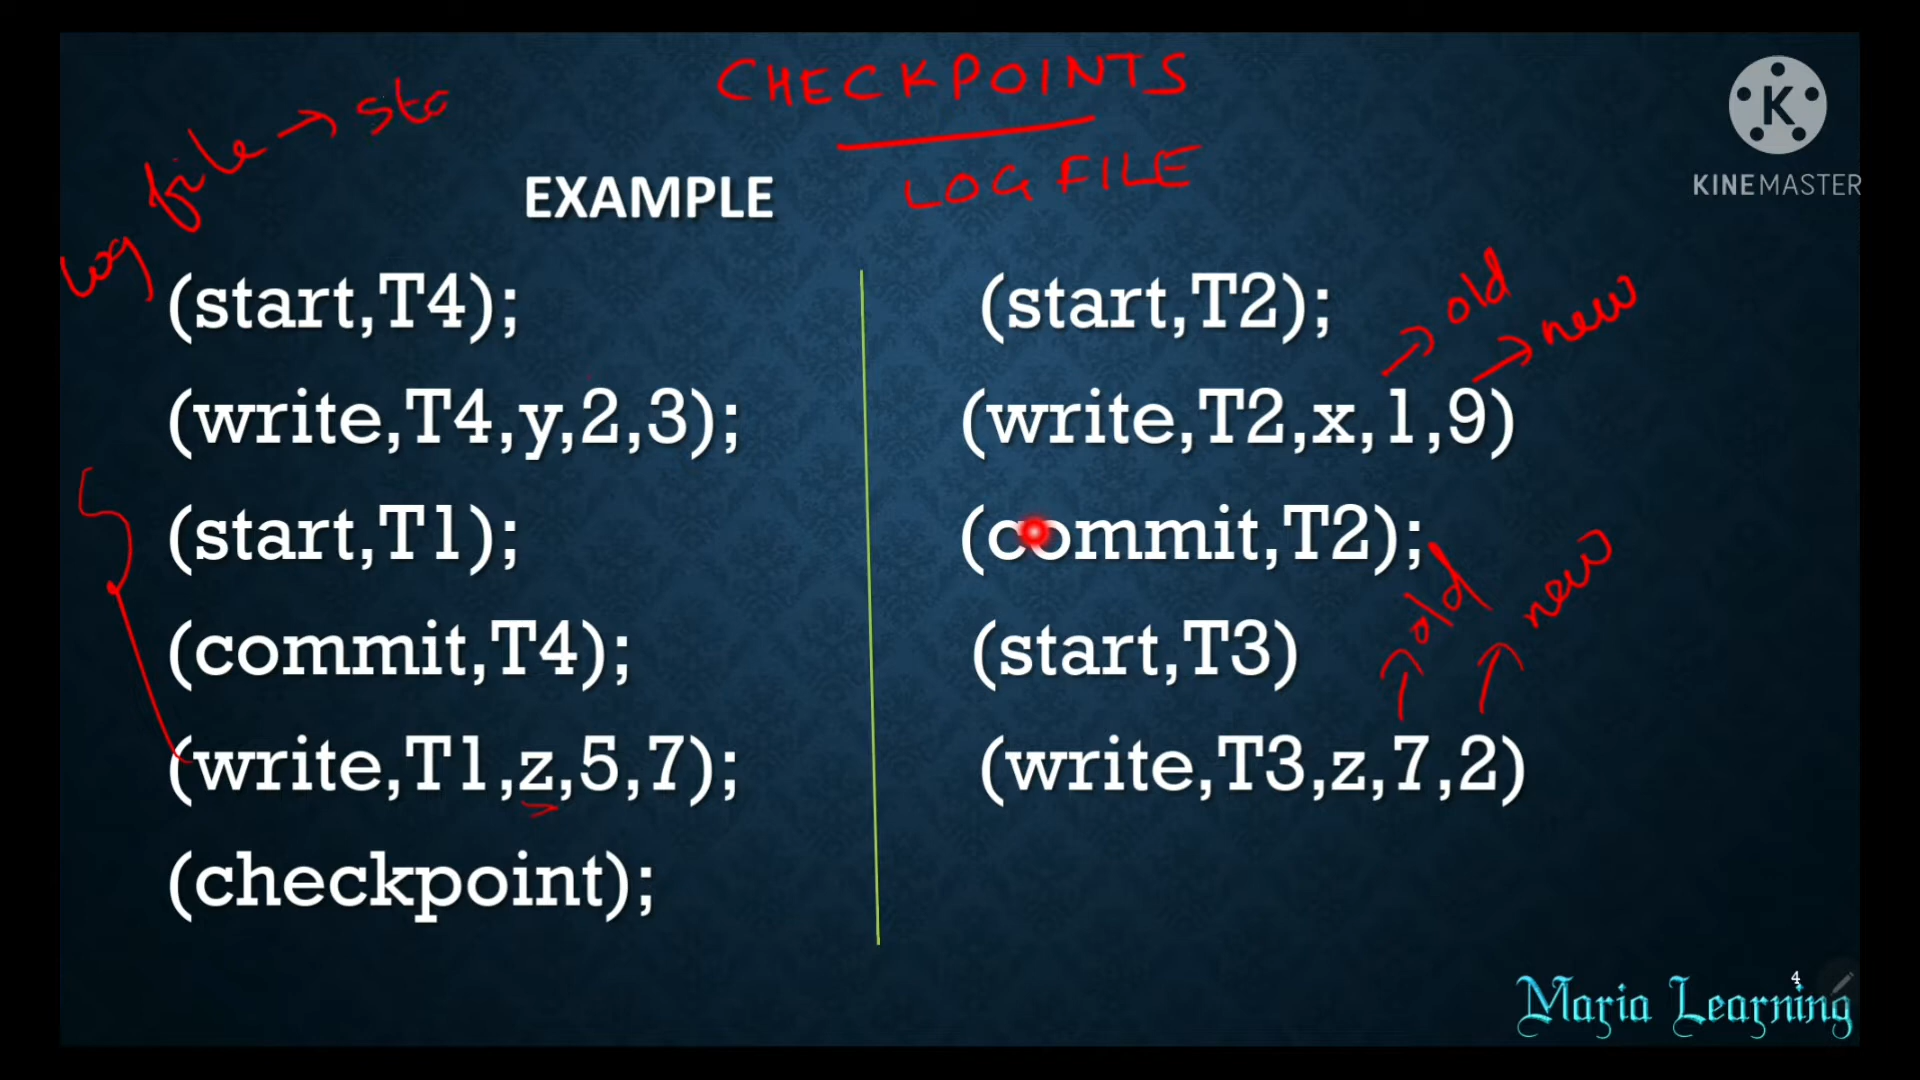 CHECKPOINTS
LOG FILE
log file → sto
K
KINEMASTER
EXAMPLE
(start,T4);
(write,T4,y,2,3);
(start,T1);
(commit,T4);
(write,T1,z,5,7);
(checkpoint);
(start,T2);
→ old
→ new
(write,T2,x,1,9)
(commit,T2);
(start,T3)
→ old
→ new
(write,T3,z,7,2)
4
Maria Learning